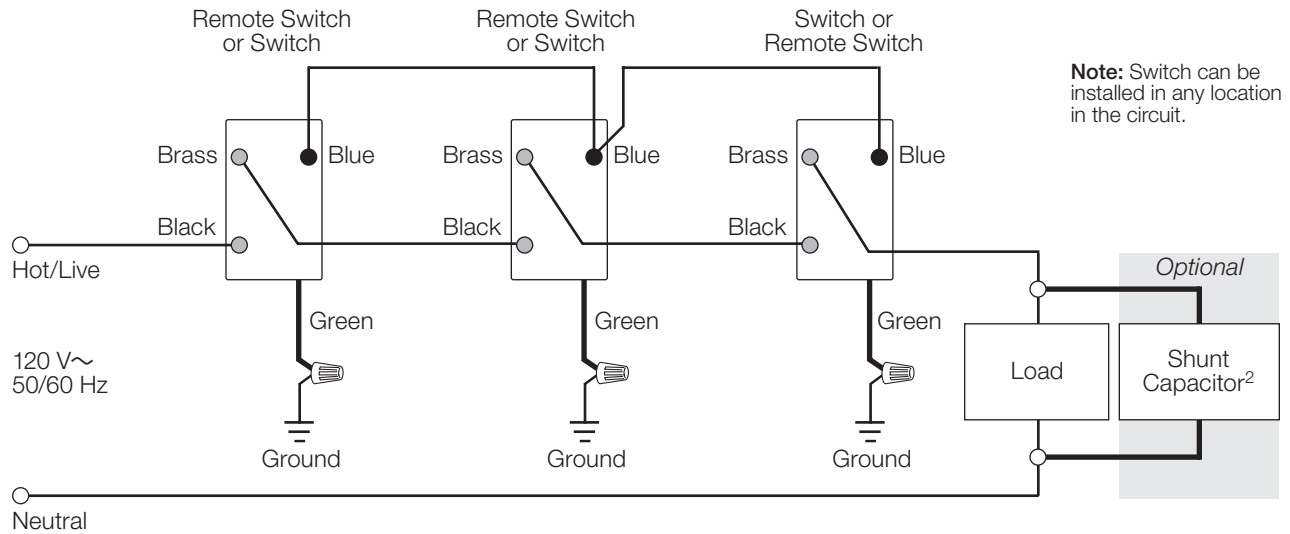 Remote Switch
or Switch
Remote Switch
or Switch
Switch or
Remote Switch
Note: Switch can be
installed in any location
in the circuit.
Brass
Blue
Brass
Blue
Brass
Blue
Black
Black
Black
Hot/Live
Optional
Green
Green
Green
120 V~
50/60 Hz
Load
Shunt
Capacitor²
Ground
Ground
Ground
Neutral